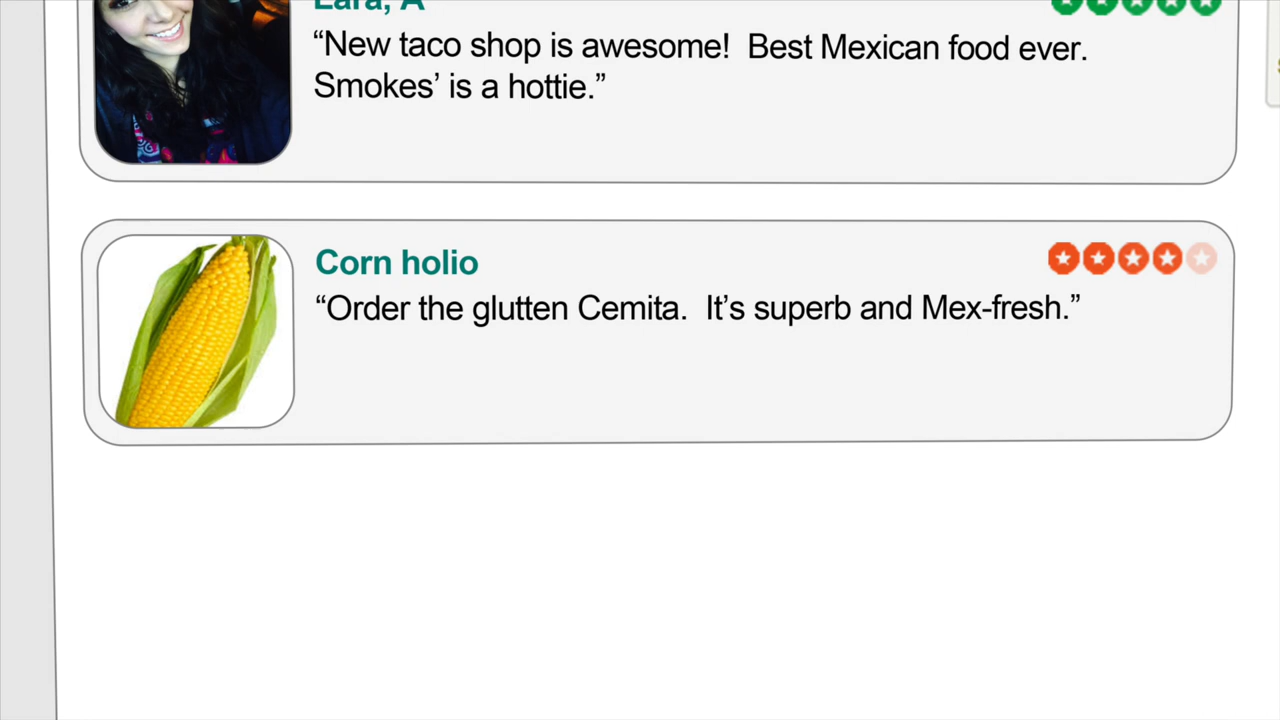 Lara, A
“New taco shop is awesome!  Best Mexican food ever.
Smokes’ is a hottie.”
Corn holio
“Order the glutten Cemita.  It’s superb and Mex-fresh.”